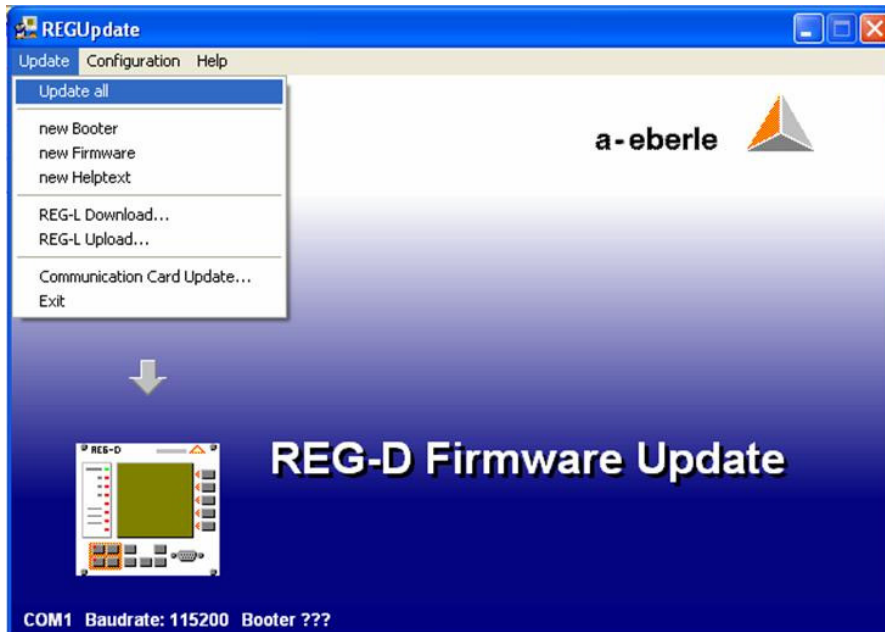 REGUpdate
Update Configuration Help
Update all
new Booter
new Firmware
new Helptext
REG-L Download...
REG-L Upload...
Communication Card Update...
Exit
a-eberle
REG-D
REG-D Firmware Update
COM1 Baudrate: 115200 Booter ???